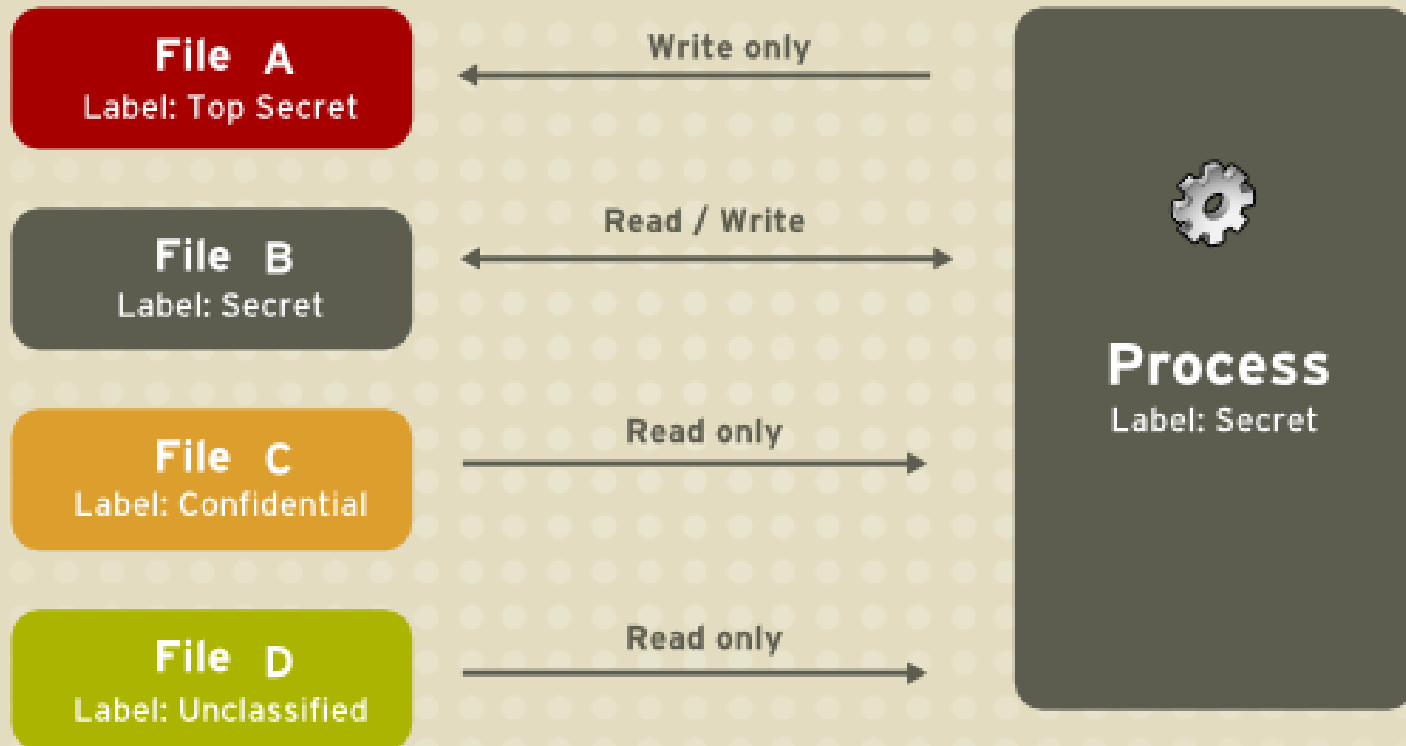 File A
Label: Top Secret
Write only
File B
Label: Secret
Read / Write
File C
Label: Confidential
Read only
File D
Label: Unclassified
Read only
Process
Label: Secret